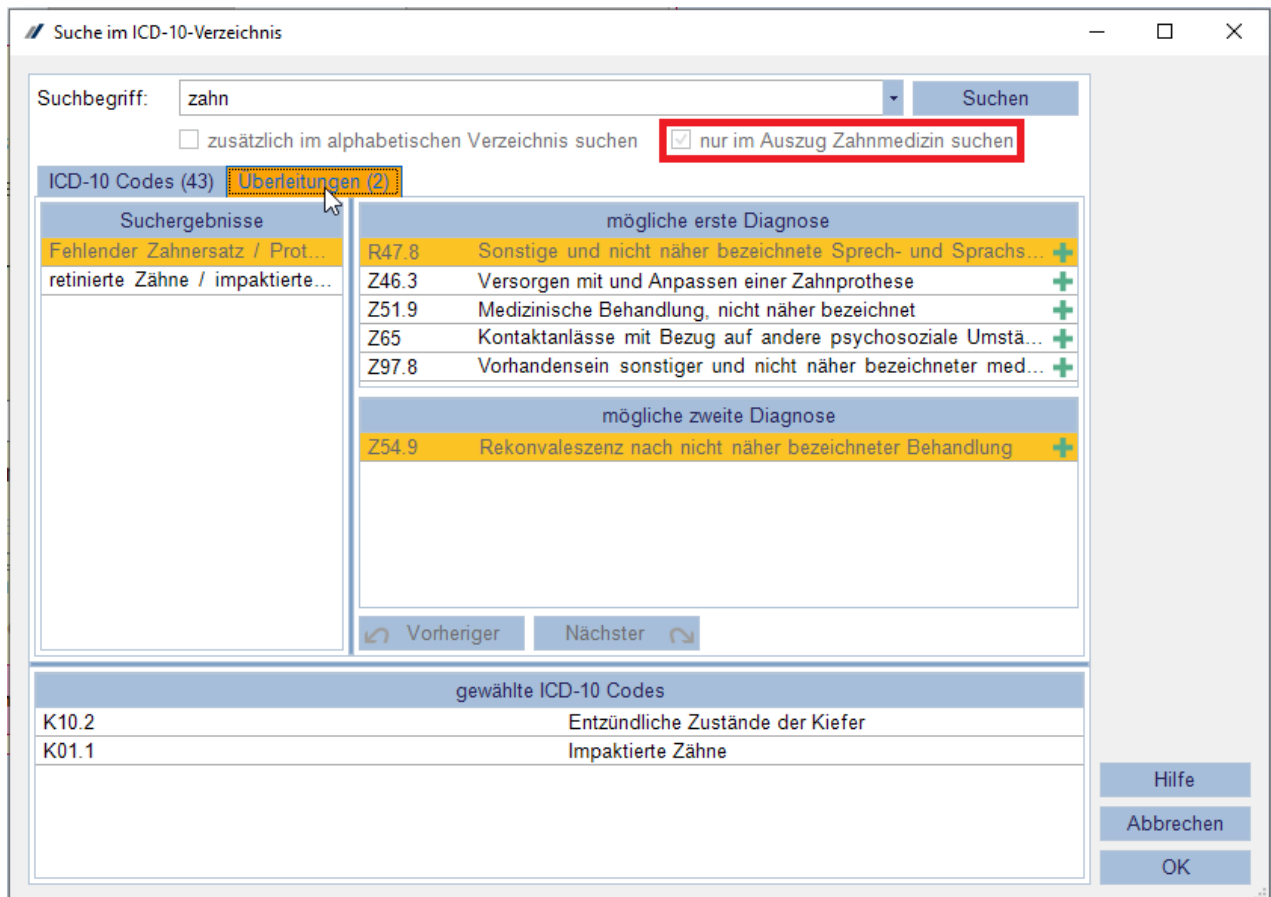 Suche im ICD-10-Verzeichnis
Suchbegriff: zahn Suchen
zusätzlich im alphabetischen Verzeichnis suchen nur im Auszug Zahnmedizin suchen
ICD-10 Codes (43) Überleitungen (2)
Suchergebnisse
Fehlender Zahnersatz / Prot...
retinierte Zähne / impaktierte...
mögliche erste Diagnose
R47.8 Sonstige und nicht näher bezeichnete Sprech- und Sprachs...
Z46.3 Versorgen mit und Anpassen einer Zahnprothese
Z51.9 Medizinische Behandlung, nicht näher bezeichnet
Z65 Kontaktanlässe mit Bezug auf andere psychosoziale Umstä...
Z97.8 Vorhandensein sonstiger und nicht näher bezeichneter med...
mögliche zweite Diagnose
Z54.9 Rekonvaleszenz nach nicht näher bezeichneter Behandlung
Vorheriger Nächster
gewählte ICD-10 Codes
K10.2 Entzündliche Zustände der Kiefer
K01.1 Impaktierte Zähne
Hilfe
Abbrechen
OK